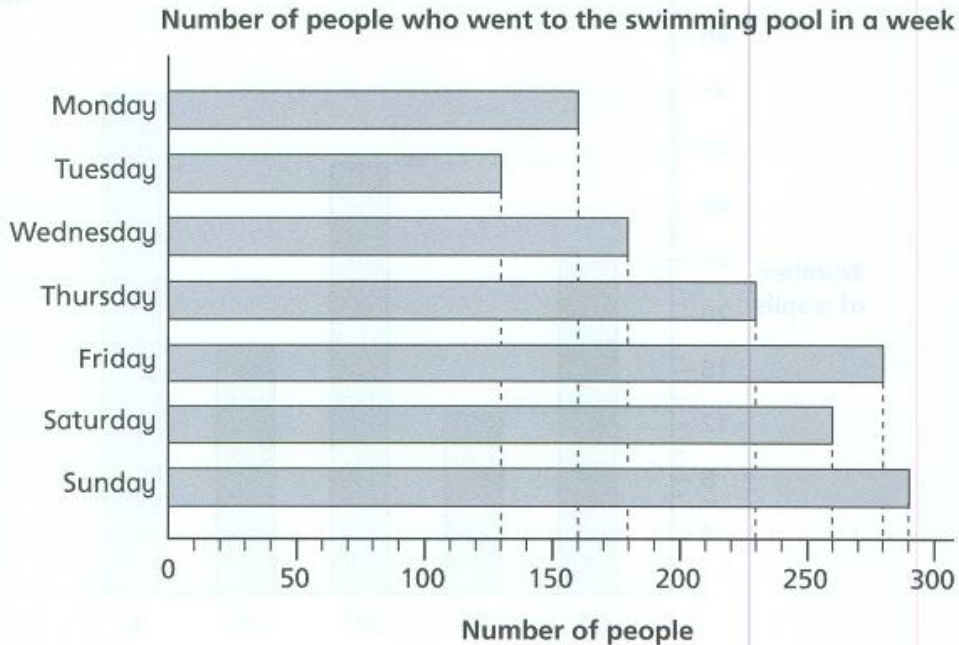 Number of people who went to the swimming pool in a week
Monday
Tuesday
Wednesday
Thursday
Friday
Saturday
Sunday
0 50 100 150 200 250 300
Number of people